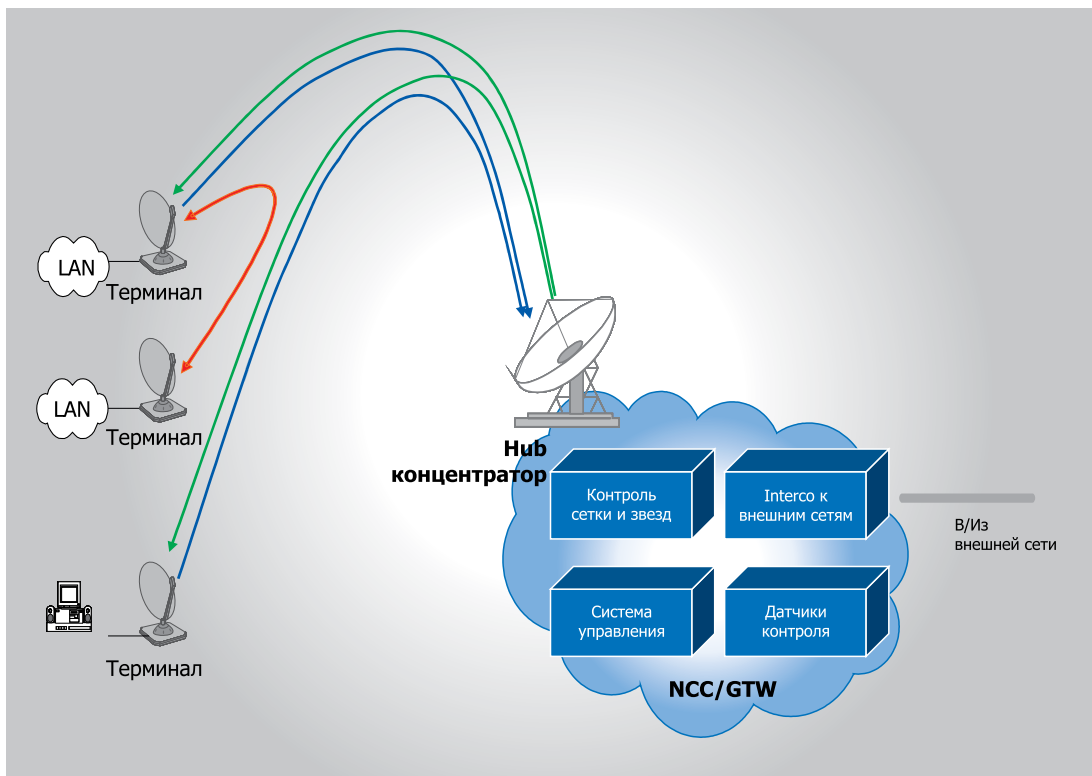 LAN
Терминал
LAN
Терминал
Терминал
Hub
концентратор
Контроль
сетки и звезд
Interco к
внешним сетям
В/Из
внешней сети
Система
управления
Датчики
контроля
NCC/GTW